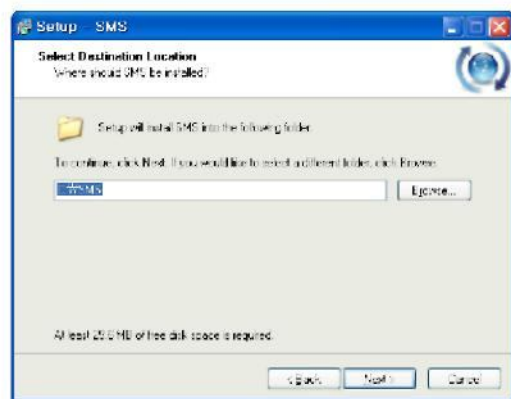 Setup - SMS
Select Destination Location
Where should SMS be installed?
Setup will install SMS into the following folder.
To continue, click Next. If you would like to select a different folder, click Browse.
Browse...
At least 29.6 MB of free disk space is required.
< Back
Next >
Cancel